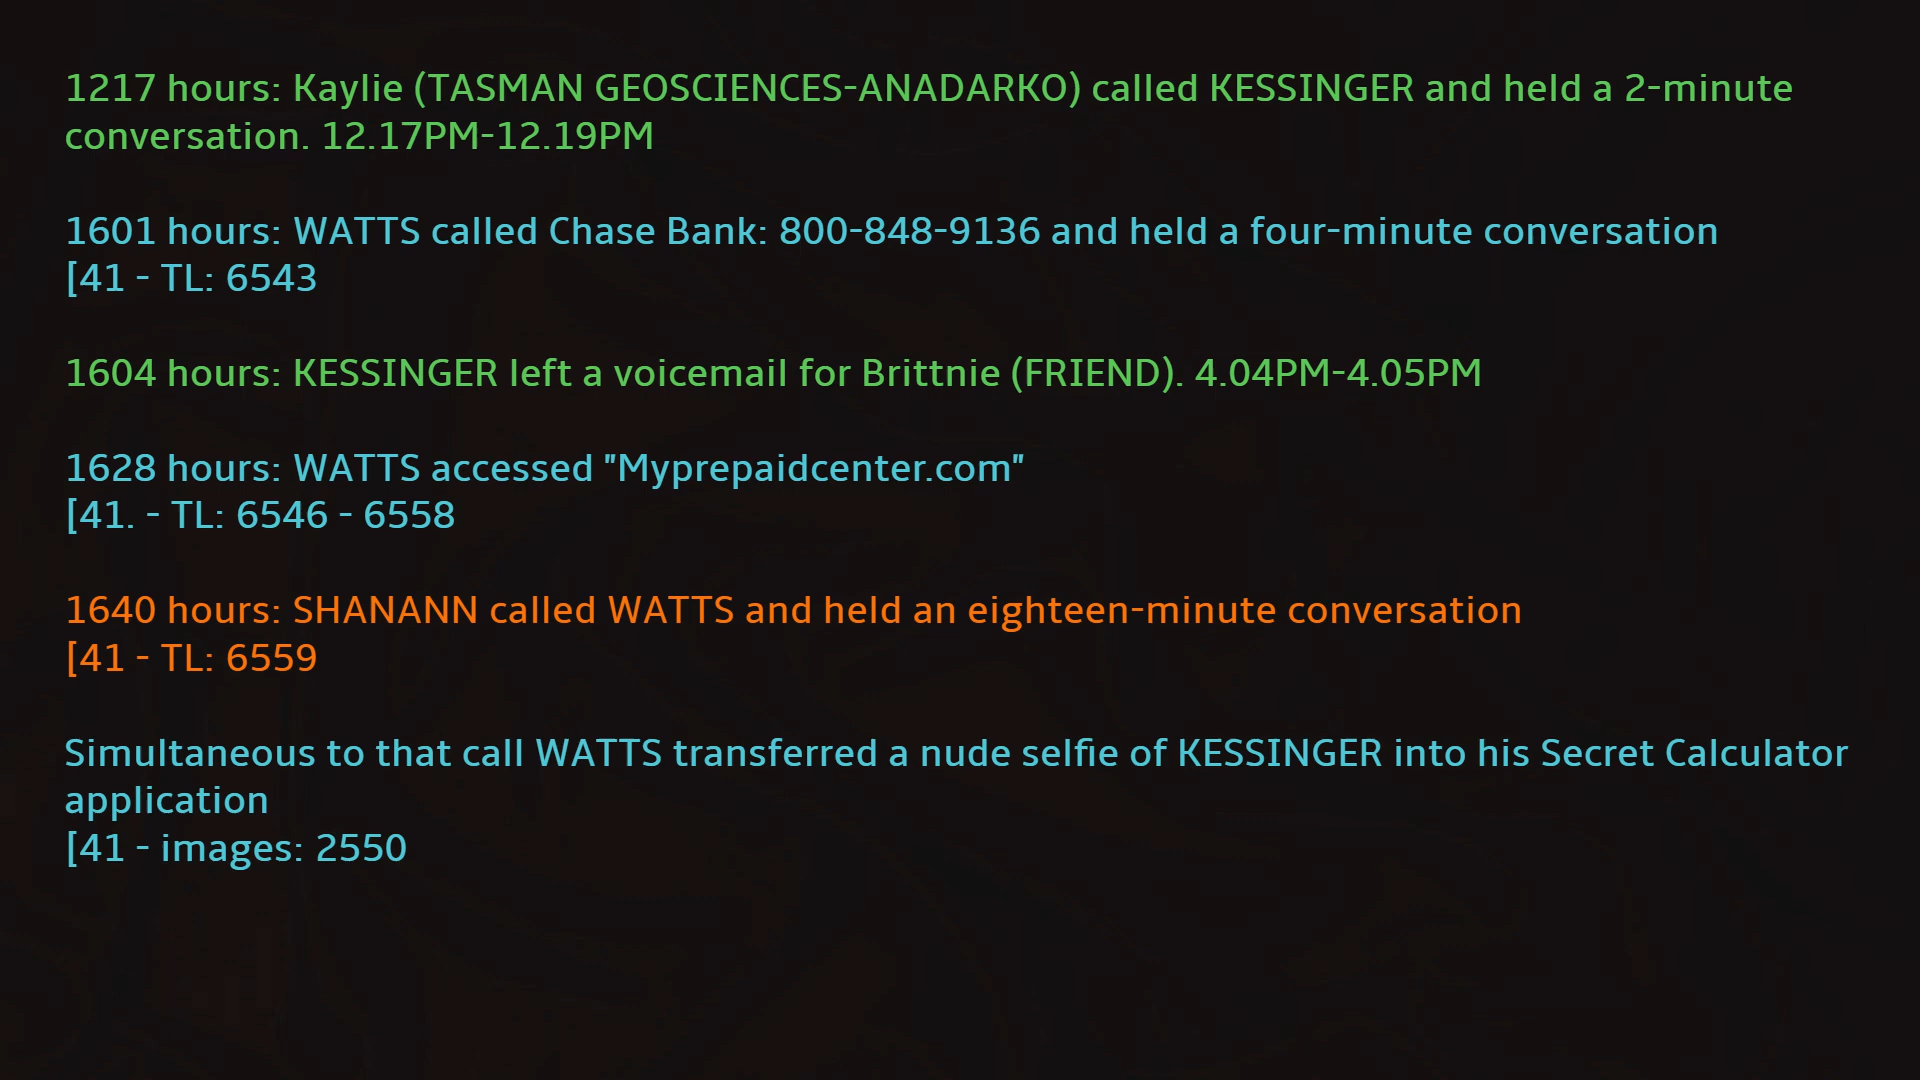 1217 hours: Kaylie (TASMAN GEOSCIENCES-ANADARKO) called KESSINGER and held a 2-minute
conversation. 12.17PM-12.19PM
1601 hours: WATTS called Chase Bank: 800-848-9136 and held a four-minute conversation
[41 - TL: 6543
1604 hours: KESSINGER left a voicemail for Brittnie (FRIEND). 4.04PM-4.05PM
1628 hours: WATTS accessed "Myprepaidcenter.com"
[41. - TL: 6546 - 6558
1640 hours: SHANANN called WATTS and held an eighteen-minute conversation
[41 - TL: 6559
Simultaneous to that call WATTS transferred a nude selfie of KESSINGER into his Secret Calculator
application
[41 - images: 2550